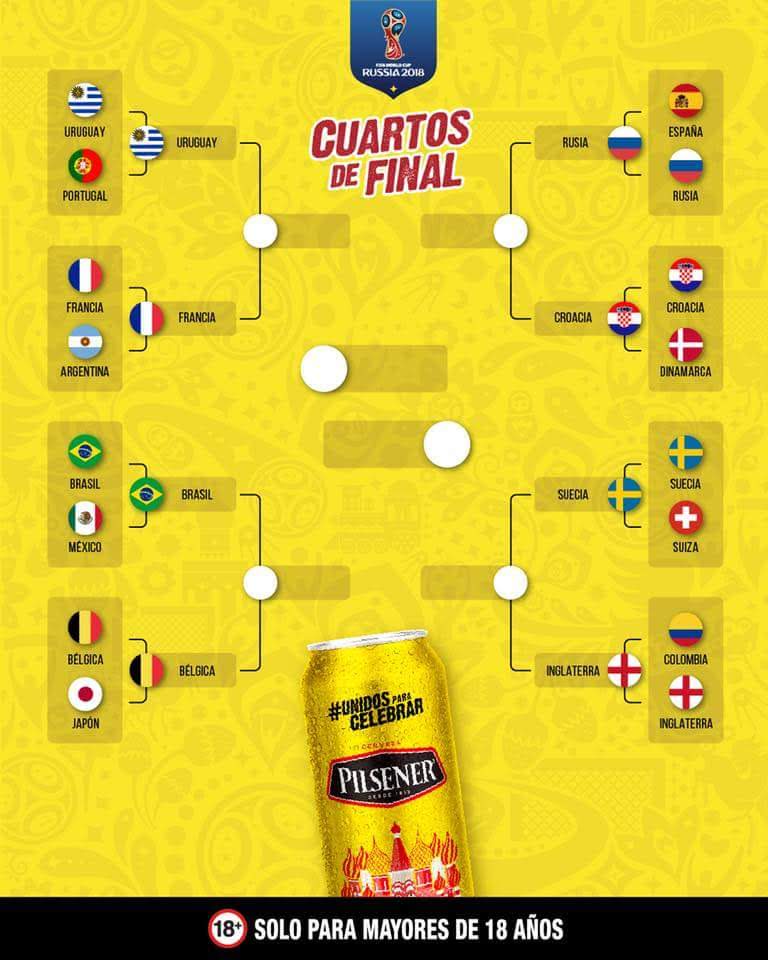 FIFA WORLD CUP
RUSSIA 2018
CUARTOS
DE FINAL
URUGUAY
PORTUGAL
URUGUAY
FRANCIA
ARGENTINA
FRANCIA
BRASIL
MÉXICO
BRASIL
BÉLGICA
JAPÓN
BÉLGICA
RUSIA
ESPAÑA
RUSIA
CROACIA
CROACIA
DINAMARCA
SUECIA
SUECIA
SUIZA
INGLATERRA
COLOMBIA
INGLATERRA
#UNIDOS PARA
CELEBRAR
CERVEZA
PILSENER
18+ SOLO PARA MAYORES DE 18 AÑOS